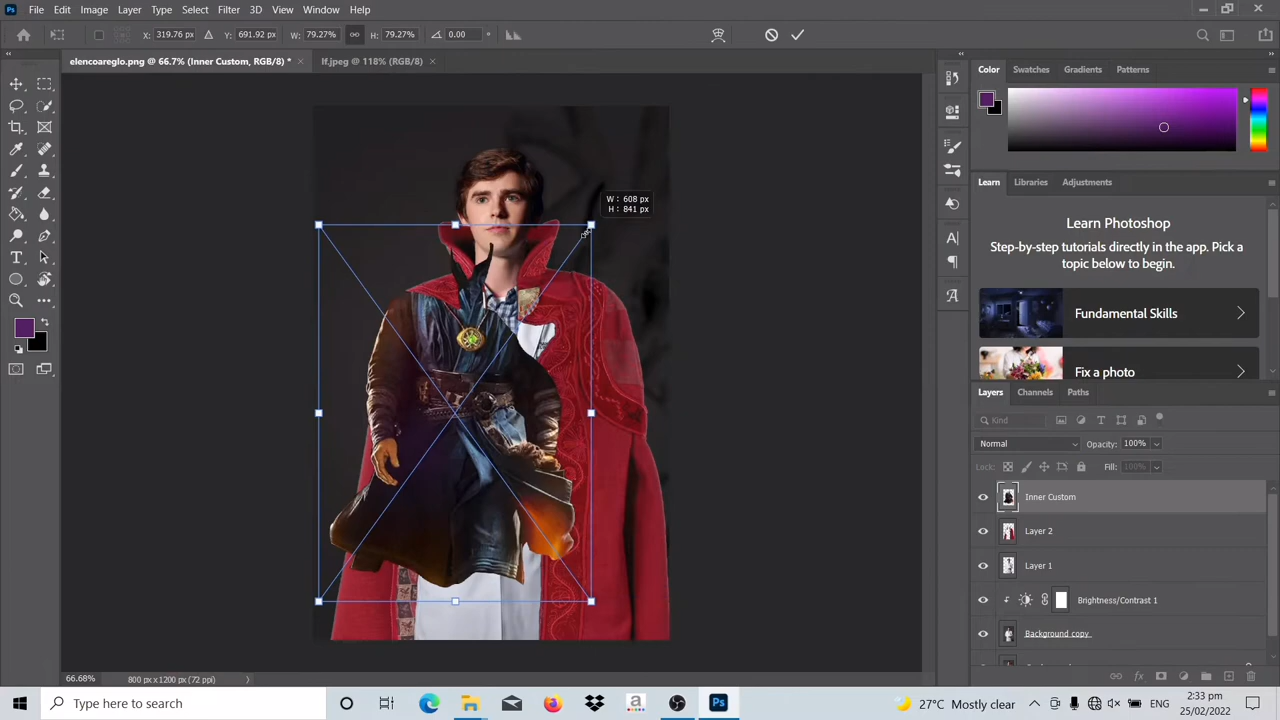 Ps File Edit Image Layer Type Select Filter 3D View Window Help
X: 319.76 px Y: 691.92 px W: 79.27% H: 79.27% 0.00 °
elencoareglo.png @ 66.7% (Inner Custom, RGB/8) * × lf.jpeg @ 118% (RGB/8) ×
Color Swatches Gradients Patterns
W: 608 px
H: 841 px
Learn Libraries Adjustments
Learn Photoshop
Step-by-step tutorials directly in the app. Pick a
topic below to begin.
Fundamental Skills
Fix a photo
Layers Channels Paths
Kind
Normal Opacity: 100%
Lock: Fill: 100%
Inner Custom
Layer 2
Layer 1
Brightness/Contrast 1
Background copy
66.68% 800 px x 1200 px (72 ppi)
Type here to search
a
Ps
27°C Mostly clear
ENG
2:33 pm
25/02/2022